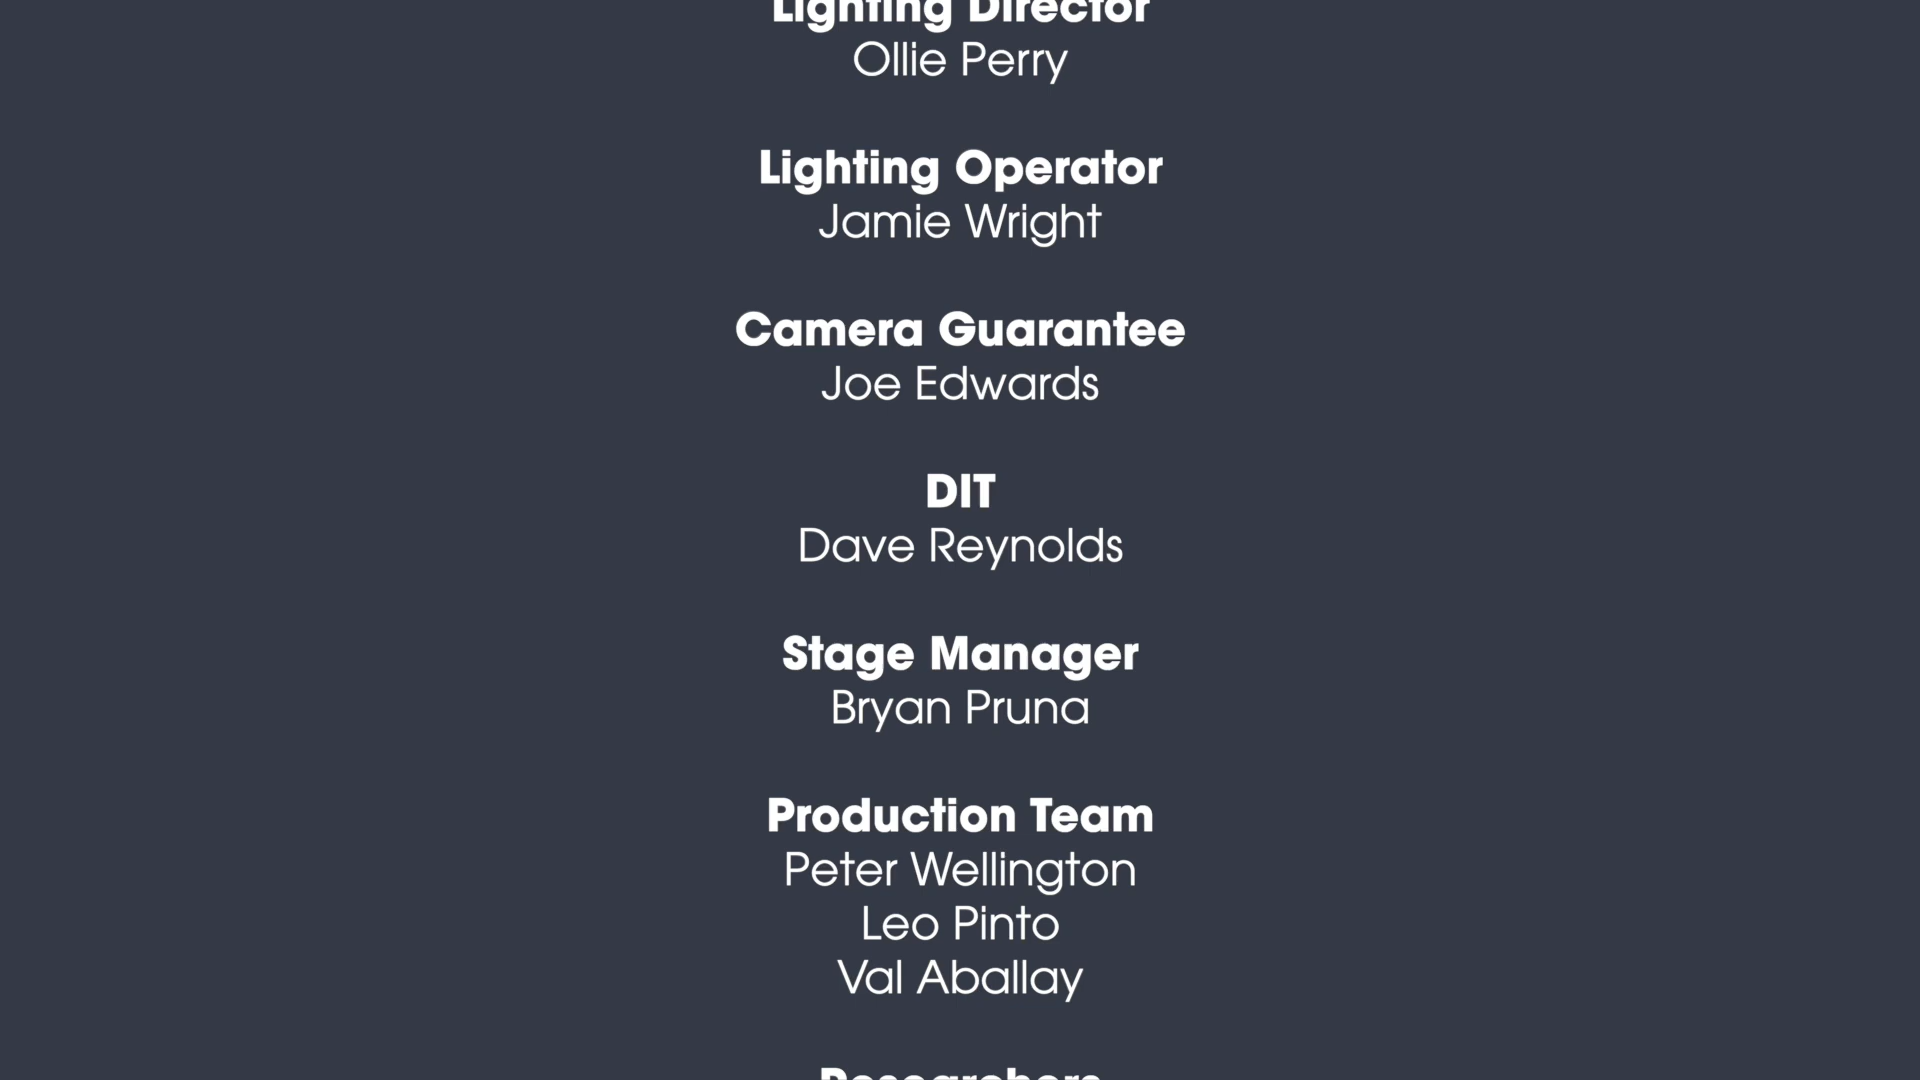 Lighting Director
Ollie Perry
Lighting Operator
Jamie Wright
Camera Guarantee
Joe Edwards
DIT
Dave Reynolds
Stage Manager
Bryan Pruna
Production Team
Peter Wellington
Leo Pinto
Val Aballay
Researchers